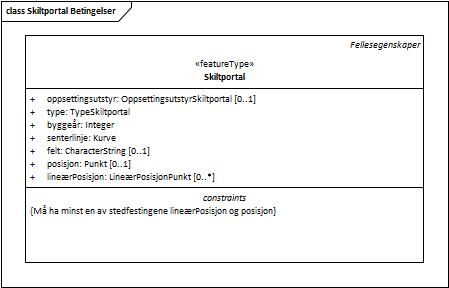 class Skiltportal Betingelser
Fellesegenskaper
«featureType»
Skiltportal
+ oppsettingsutstyr: OppsettingsutstyrSkiltportal [0..1]
+ type: TypeSkiltportal
+ byggeår: Integer
+ senterlinje: Kurve
+ felt: CharacterString [0..1]
+ posisjon: Punkt [0..1]
+ lineærPosisjon: LineærPosisjonPunkt [0..*]
constraints
{Må ha minst en av stedfestingene lineærPosisjon og posisjon}